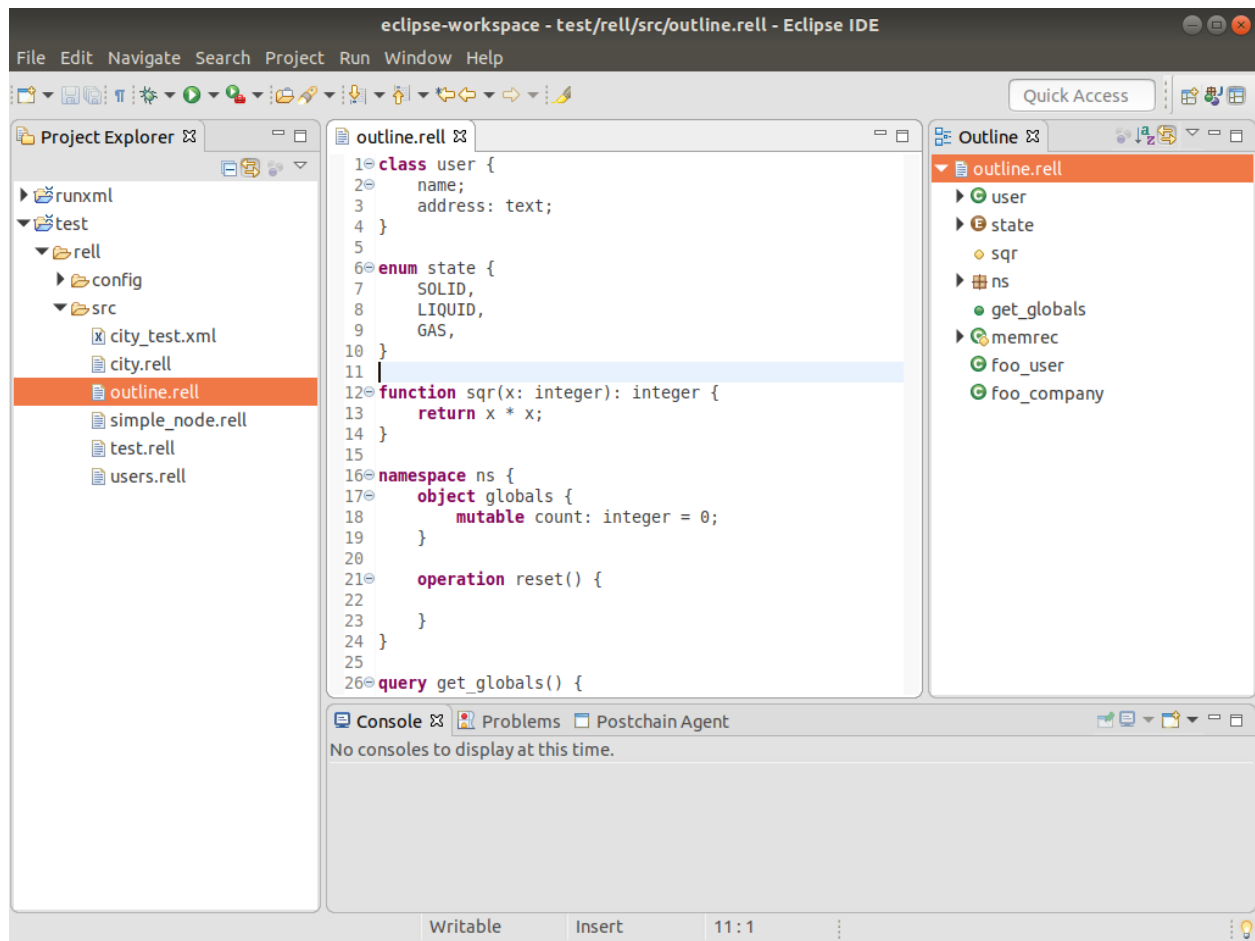 eclipse-workspace - test/rell/src/outline.rell - Eclipse IDE
File Edit Navigate Search Project Run Window Help
Quick Access
Project Explorer
runxml
test
rell
config
src
city_test.xml
city.rell
outline.rell
simple_node.rell
test.rell
users.rell
outline.rell
1 class user {
2 name;
3 address: text;
4 }
5
6 enum state {
7 SOLID,
8 LIQUID,
9 GAS,
10 }
11
12 function sqr(x: integer): integer {
13 return x * x;
14 }
15
16 namespace ns {
17 object globals {
18 mutable count: integer = 0;
19 }
20
21 operation reset() {
22
23 }
24 }
25
26 query get_globals() {
Outline
outline.rell
user
state
sqr
ns
get_globals
memrec
foo_user
foo_company
Console Problems Postchain Agent
No consoles to display at this time.
Writable Insert 11 : 1